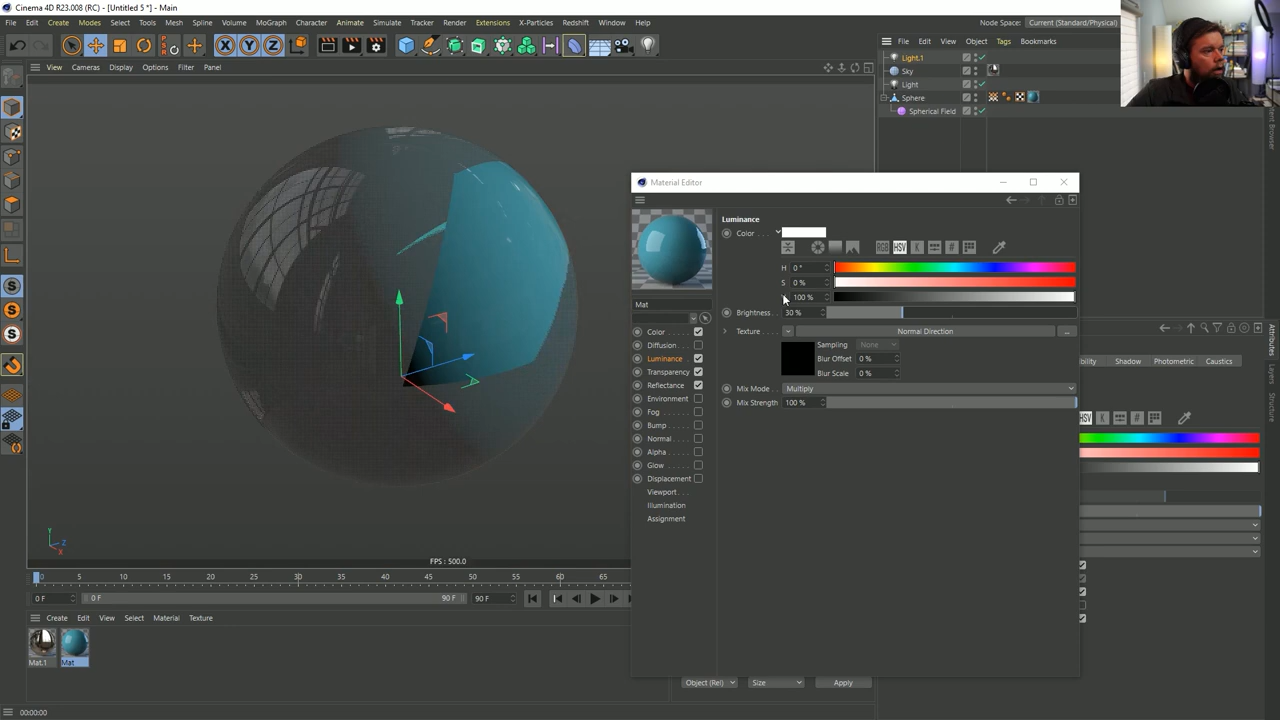 Cinema 4D R23.008 (RC) - [Untitled 5 *] - Main
File Edit Create Modes Select Tools Mesh Spline Volume MoGraph Character Animate Simulate Tracker Render Extensions X-Particles Redshift Window Help
Node Space: Current (Standard/Physical)
X Y Z
File Edit View Object Tags Bookmarks
View Cameras Display Options Filter Panel
Light.1
Sky
Light
Sphere
Spherical Field
Material Editor
Luminance
Color
RGB HSV K
H 0 °
S 0 %
100 %
Mat
Brightness 30 %
Texture Normal Direction ...
Sampling None
Blur Offset 0 %
Blur Scale 0 %
Mix Mode Multiply
Mix Strength 100 %
Color
Diffusion
Luminance
Transparency
Reflectance
Environment
Fog
Bump
Normal
Alpha
Glow
Displacement
Viewport
Illumination
Assignment
Attributes
Layers
Structure
bility Shadow Photometric Caustics
HSV K
Y
Z
X
FPS : 500.0
0 5 10 15 20 25 30 35 40 45 50 55 60 65
0 F 0 F 90 F 90 F
Create Edit View Select Material Texture
Mat.1 Mat
Object (Rel) Size Apply
00:00:00